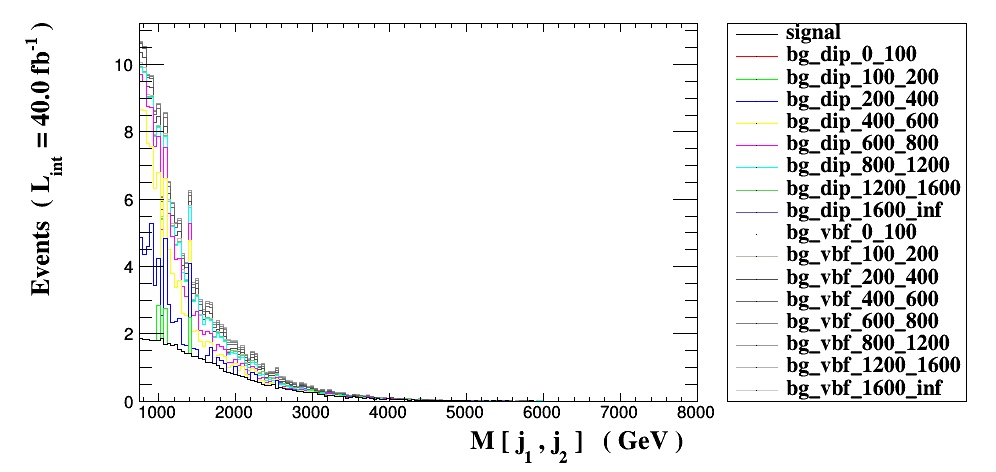 Events ( L_int = 40.0 fb^-1 )
10
8
6
4
2
0
1000 2000 3000 4000 5000 6000 7000 8000
M [ j_1 , j_2 ] ( GeV )
signal
bg_dip_0_100
bg_dip_100_200
bg_dip_200_400
bg_dip_400_600
bg_dip_600_800
bg_dip_800_1200
bg_dip_1200_1600
bg_dip_1600_inf
bg_vbf_0_100
bg_vbf_100_200
bg_vbf_200_400
bg_vbf_400_600
bg_vbf_600_800
bg_vbf_800_1200
bg_vbf_1200_1600
bg_vbf_1600_inf